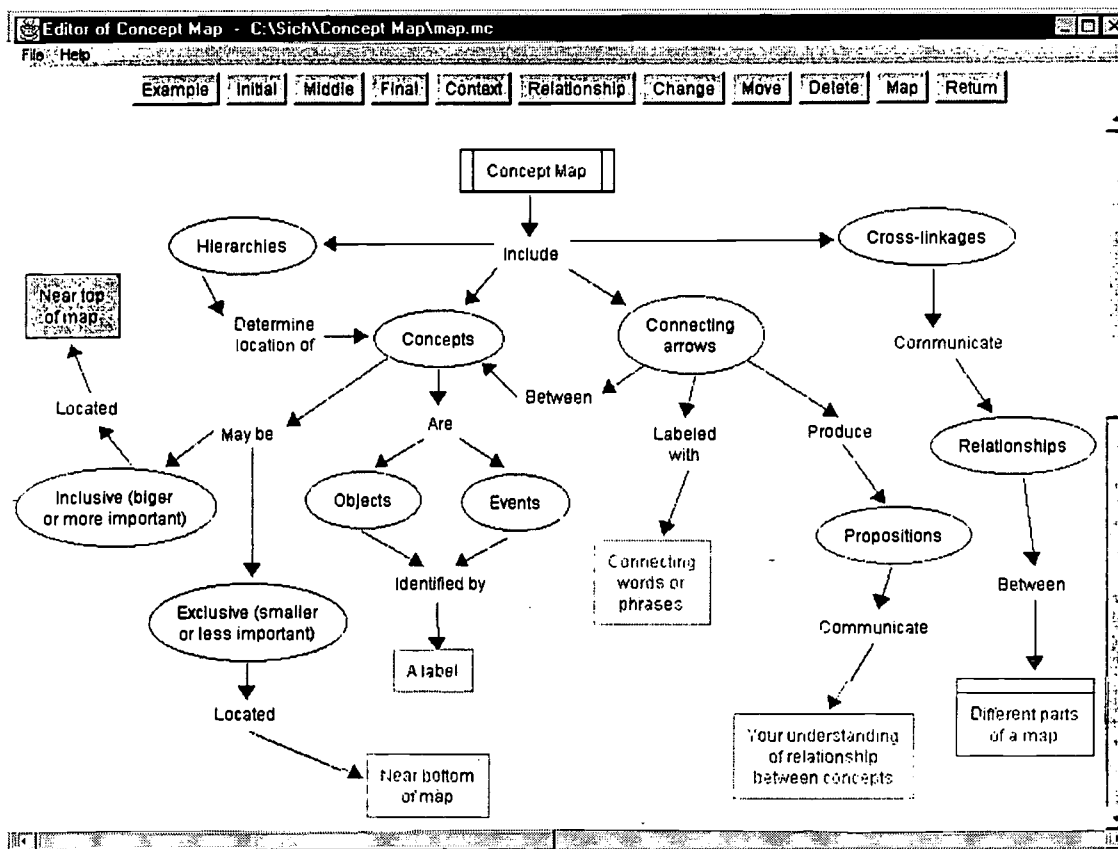 Editor of Concept Map - C:\Sich\Concept Map\map.mc
File Help
Example Initial Middle Final Context Relationship Change Move Delete Map Return
Concept Map
Hierarchies
Include
Cross-linkages
Near top
of map
Determine
location of
Concepts
Connecting
arrows
Communicate
Located
May be
Are
Between
Labeled
with
Produce
Relationships
Inclusive (biger
or more important)
Objects
Events
Propositions
Connecting
words or
phrases
Identified by
Between
Exclusive (smaller
or less important)
Communicate
A label
Located
Your understanding
of relationship
between concepts
Different parts
of a map
Near bottom
of map